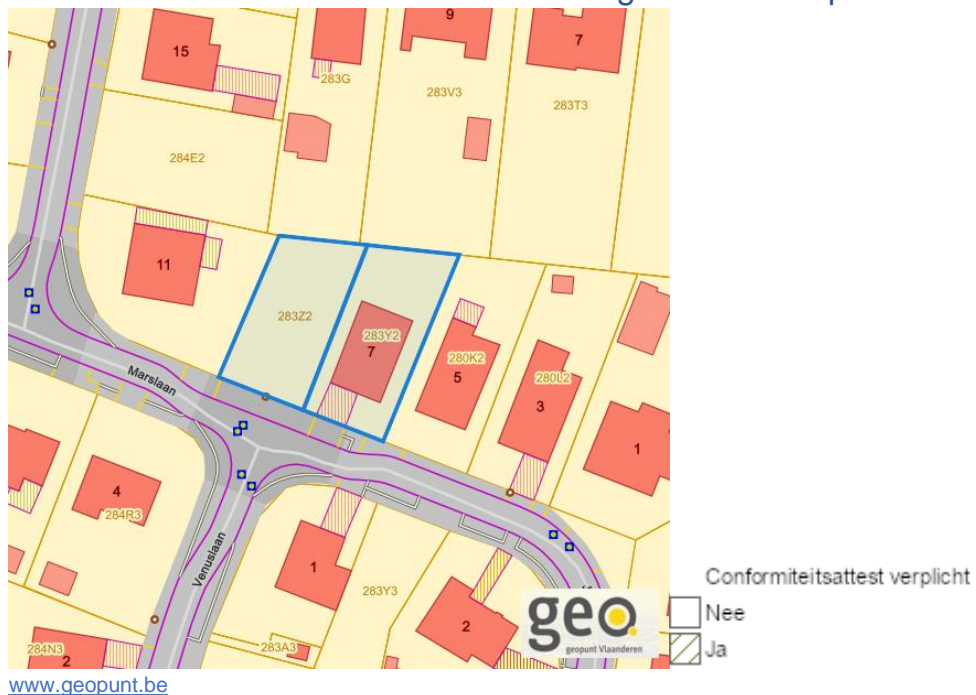 9
7
15
283G
283V3
283T3
284E2
11
283Z2
283Y2
7
280K2
5
280L2
3
1
Marslaan
4
284R3
Venuslaan
1
283Y3
2
284N3
2
283A3
geo.
geopunt Vlaanderen
Conformiteitsattest verplicht
Nee
Ja
www.geopunt.be